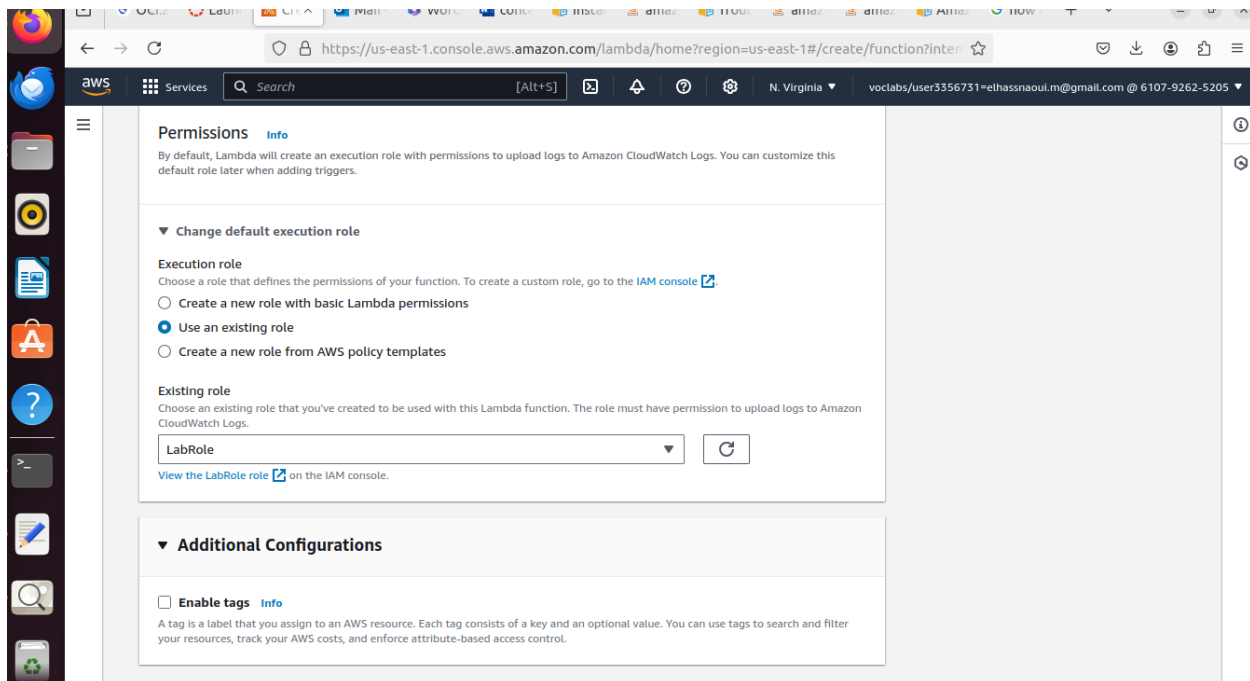 https://us-east-1.console.aws.amazon.com/lambda/home?region=us-east-1#/create/function?inten
aws
Services
Search
[Alt+S]
N. Virginia
voclabs/user3356731=elhassnaoui.m@gmail.com @ 6107-9262-5205
Permissions Info
By default, Lambda will create an execution role with permissions to upload logs to Amazon CloudWatch Logs. You can customize this
default role later when adding triggers.
Change default execution role
Execution role
Choose a role that defines the permissions of your function. To create a custom role, go to the IAM console.
Create a new role with basic Lambda permissions
Use an existing role
Create a new role from AWS policy templates
Existing role
Choose an existing role that you've created to be used with this Lambda function. The role must have permission to upload logs to Amazon
CloudWatch Logs.
LabRole
View the LabRole role on the IAM console.
Additional Configurations
Enable tags Info
A tag is a label that you assign to an AWS resource. Each tag consists of a key and an optional value. You can use tags to search and filter
your resources, track your AWS costs, and enforce attribute-based access control.